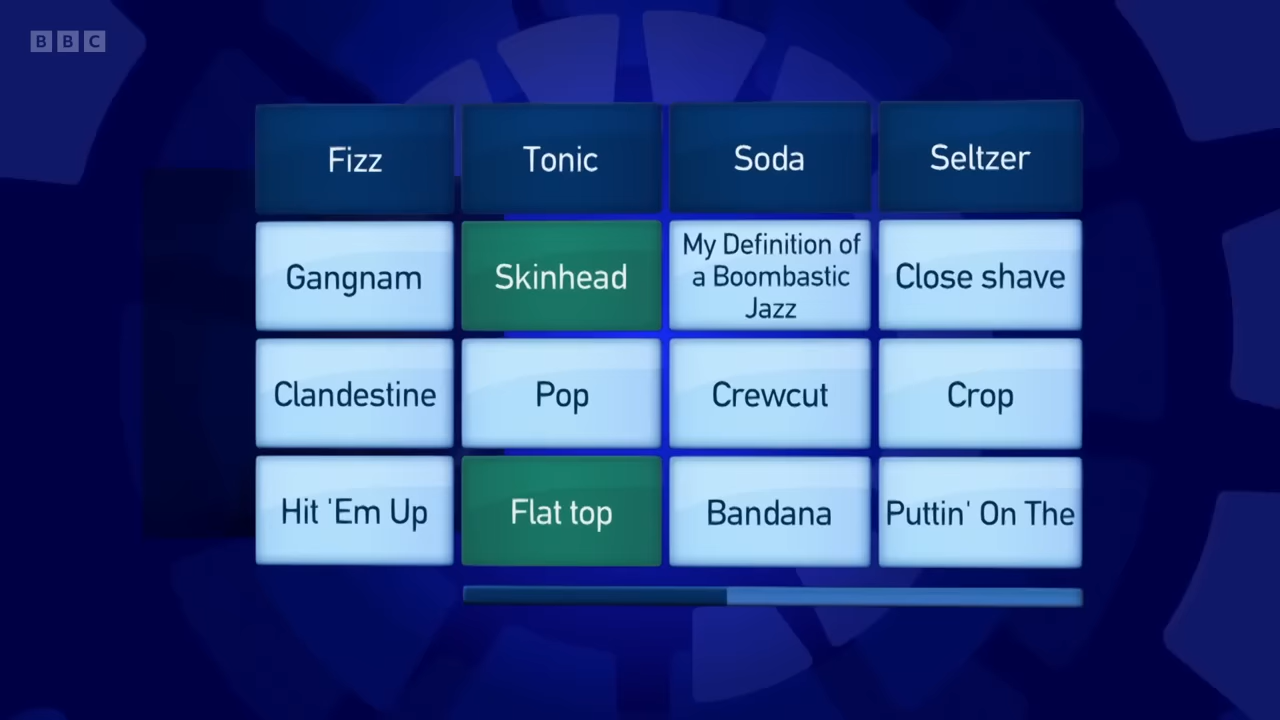 BBC
Fizz
Tonic
Soda
Seltzer
Gangnam
Skinhead
My Definition of
a Boombastic
Jazz
Close shave
Clandestine
Pop
Crewcut
Crop
Hit 'Em Up
Flat top
Bandana
Puttin' On The